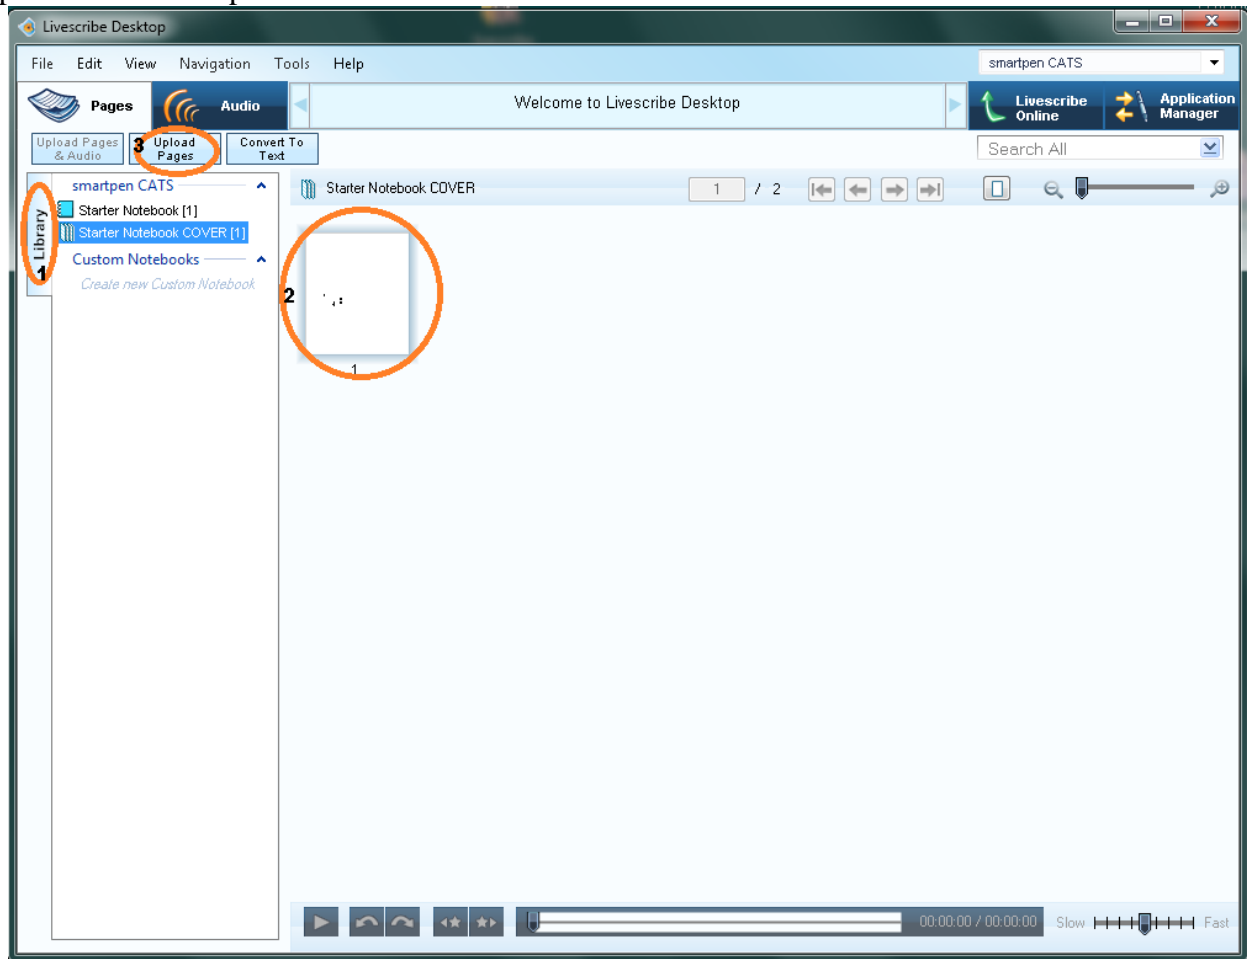 Livescribe Desktop
File Edit View Navigation Tools Help smartpen CATS
Pages Audio Welcome to Livescribe Desktop Livescribe Online Application Manager
Upload Pages & Audio 3 Upload Pages Convert To Text Search All
smartpen CATS Starter Notebook COVER 1 / 2
Library
1
Starter Notebook [1]
Starter Notebook COVER [1]
Custom Notebooks
Create new Custom Notebook
2
1
00:00:00 / 00:00:00 Slow Fast